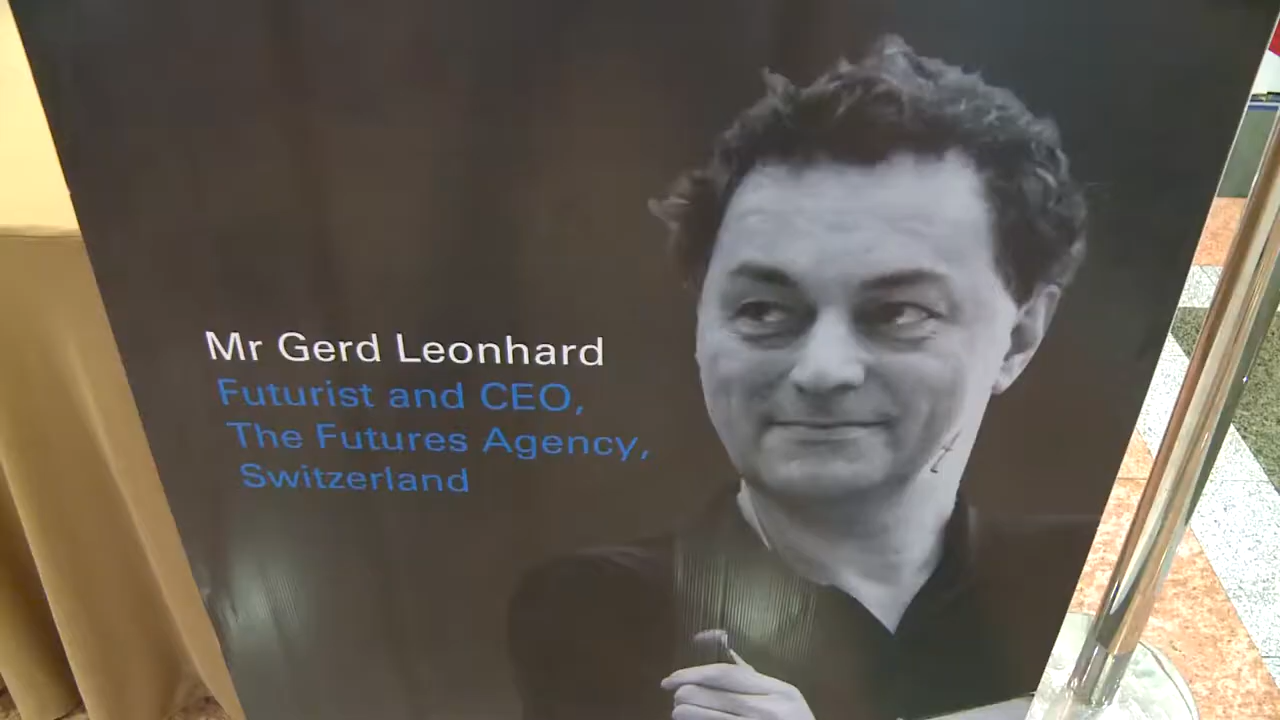 Mr Gerd Leonhard
Futurist and CEO,
The Futures Agency,
Switzerland